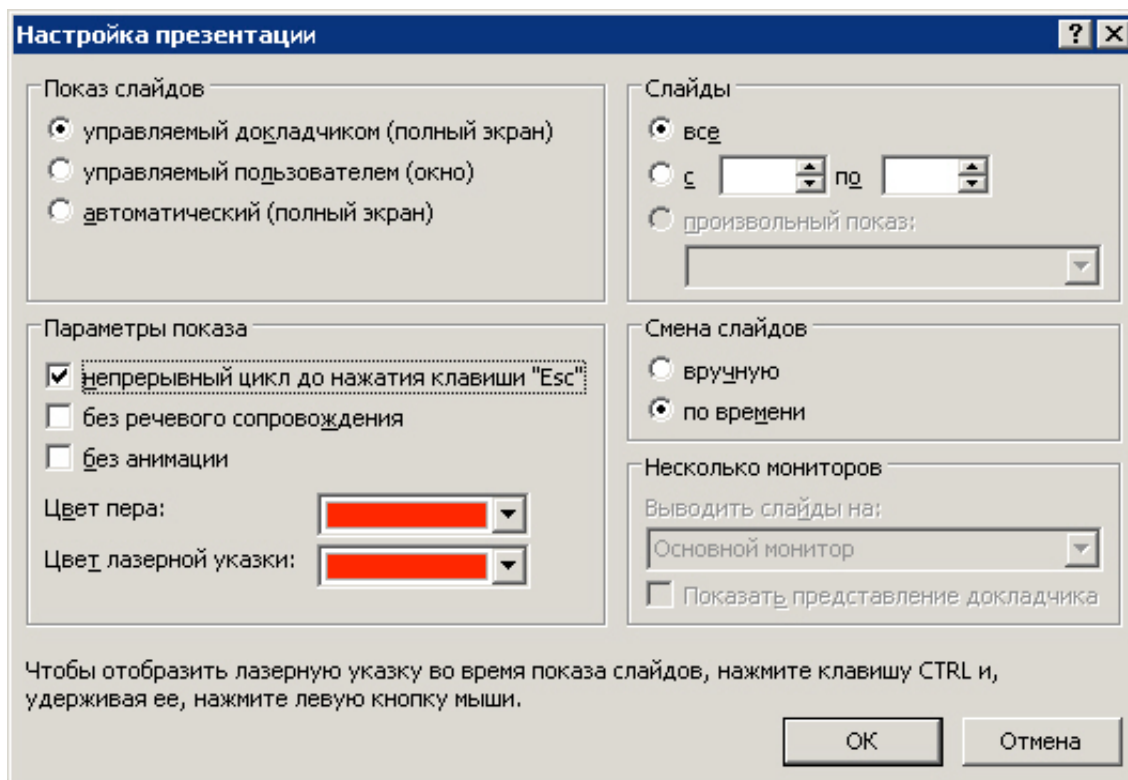 Настройка презентации
Показ слайдов
управляемый докладчиком (полный экран)
управляемый пользователем (окно)
автоматический (полный экран)
Слайды
все
с по
произвольный показ:
Параметры показа
непрерывный цикл до нажатия клавиши "Esc"
без речевого сопровождения
без анимации
Цвет пера:
Цвет лазерной указки:
Смена слайдов
вручную
по времени
Несколько мониторов
Выводить слайды на:
Основной монитор
Показать представление докладчика
Чтобы отобразить лазерную указку во время показа слайдов, нажмите клавишу CTRL и,
удерживая ее, нажмите левую кнопку мыши.
ОК Отмена